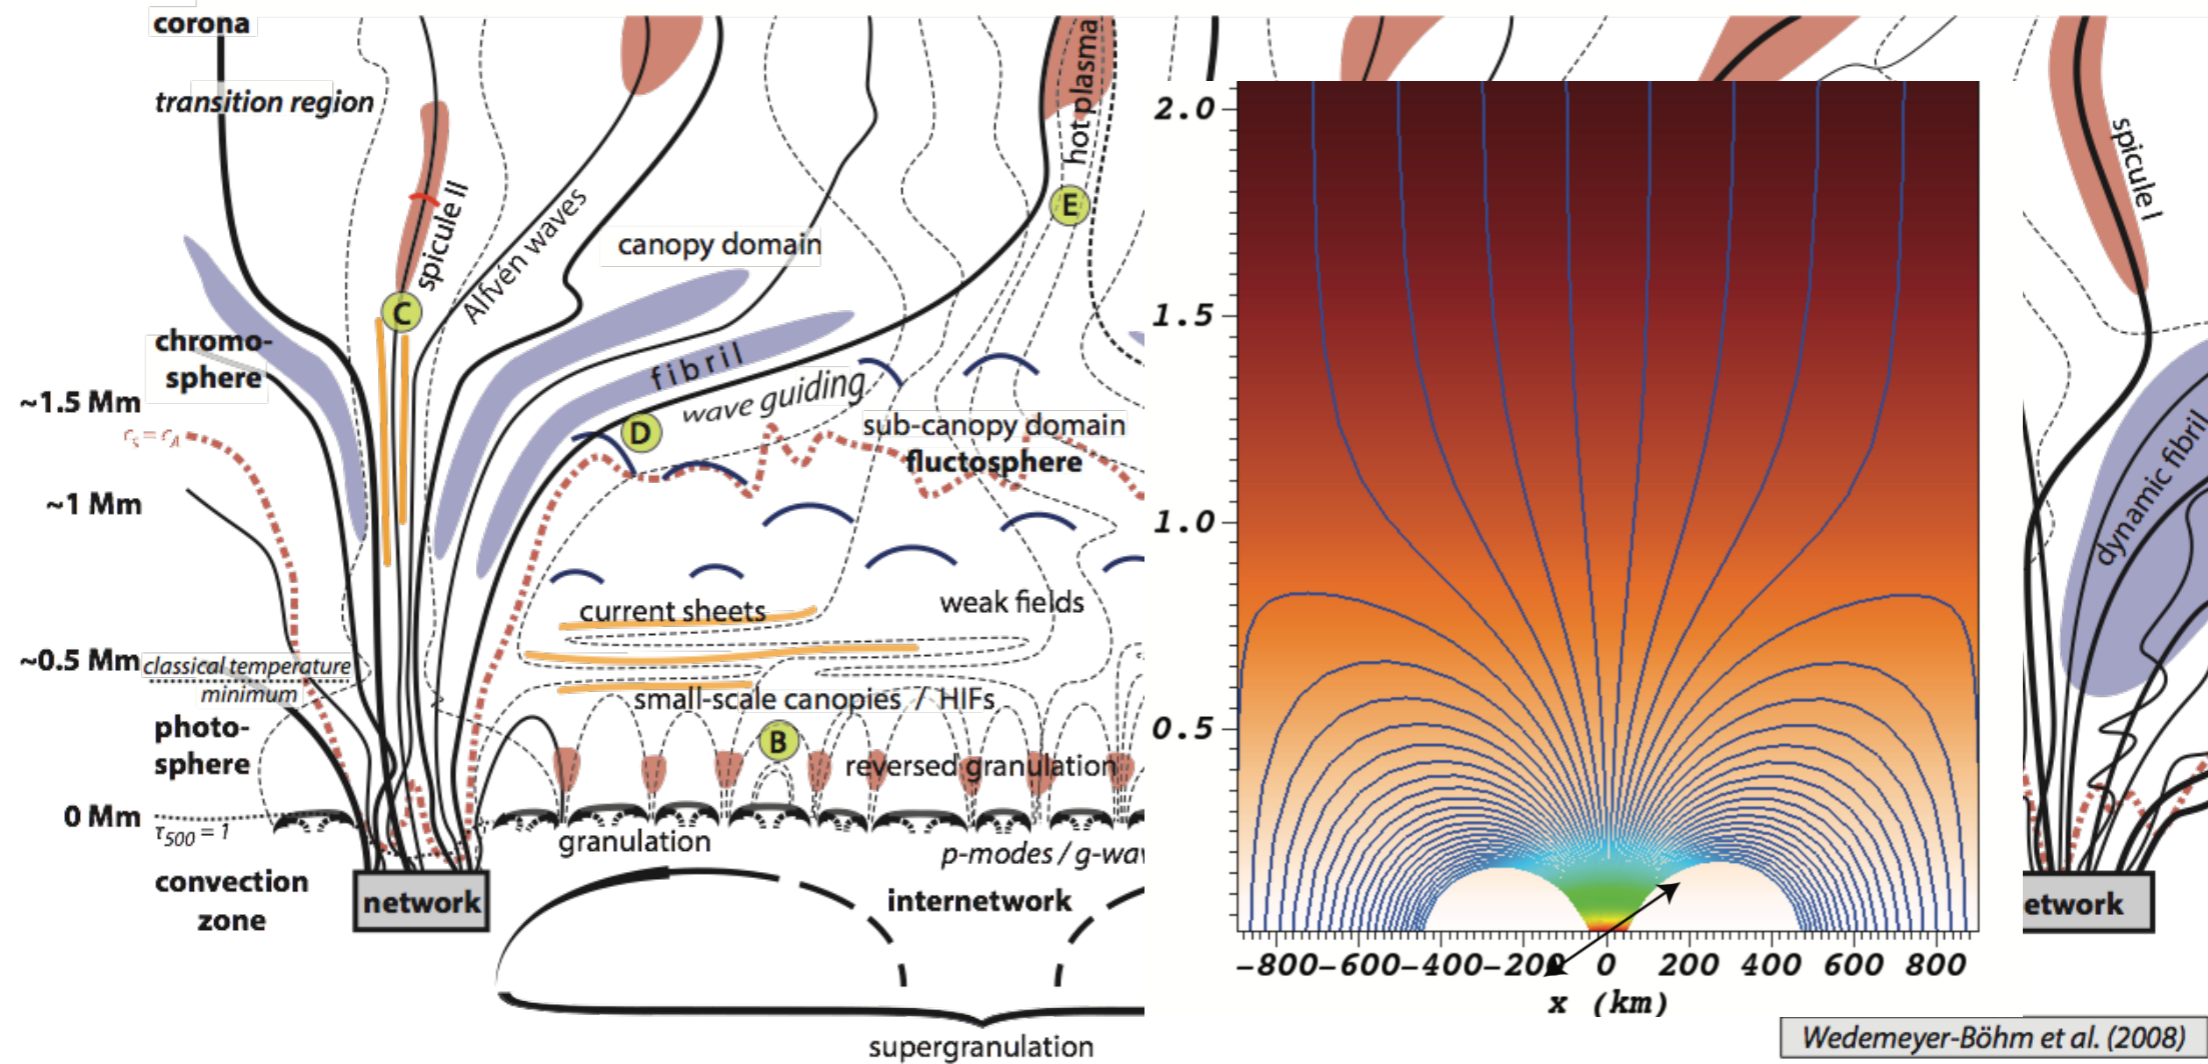 corona
transition region
spicule II
Alfvén waves
canopy domain
hot plasma
E
C
chromo-
sphere
fibril
wave guiding
D
~1.5 Mm
sub-canopy domain
fluctosphere
~1 Mm
current sheets
weak fields
~0.5 Mm
classical temperature
minimum
small-scale canopies / HIFs
B
photo-
sphere
reversed granulation
0 Mm
τ500 = 1
granulation
p-modes / g-wav
convection
zone
network
internetwork
supergranulation
2.0
1.5
1.0
0.5
-800 -600 -400 -200 0 200 400 600 800
x (km)
spicule I
dynamic fibril
etwork
Wedemeyer-Böhm et al. (2008)